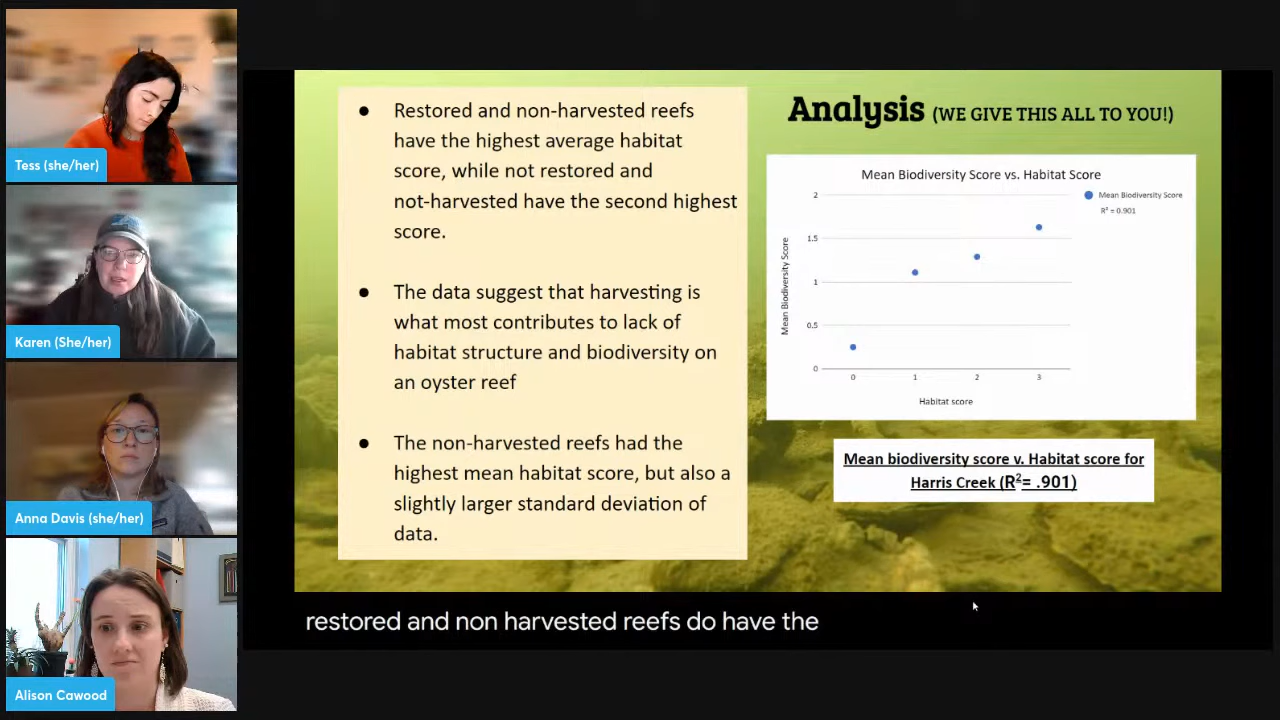 Tess (she/her)
Karen (She/her)
Anna Davis (she/her)
Alison Cawood
● Restored and non-harvested reefs
have the highest average habitat
score, while not restored and
not-harvested have the second highest
score.
● The data suggest that harvesting is
what most contributes to lack of
habitat structure and biodiversity on
an oyster reef
● The non-harvested reefs had the
highest mean habitat score, but also a
slightly larger standard deviation of
data.
Analysis (WE GIVE THIS ALL TO YOU!)
Mean Biodiversity Score vs. Habitat Score
Mean Biodiversity Score
R² = 0.901
Mean Biodiversity Score
2
1.5
1
0.5
0
0 1 2 3
Habitat score
Mean biodiversity score v. Habitat score for
Harris Creek (R²= .901)
restored and non harvested reefs do have the